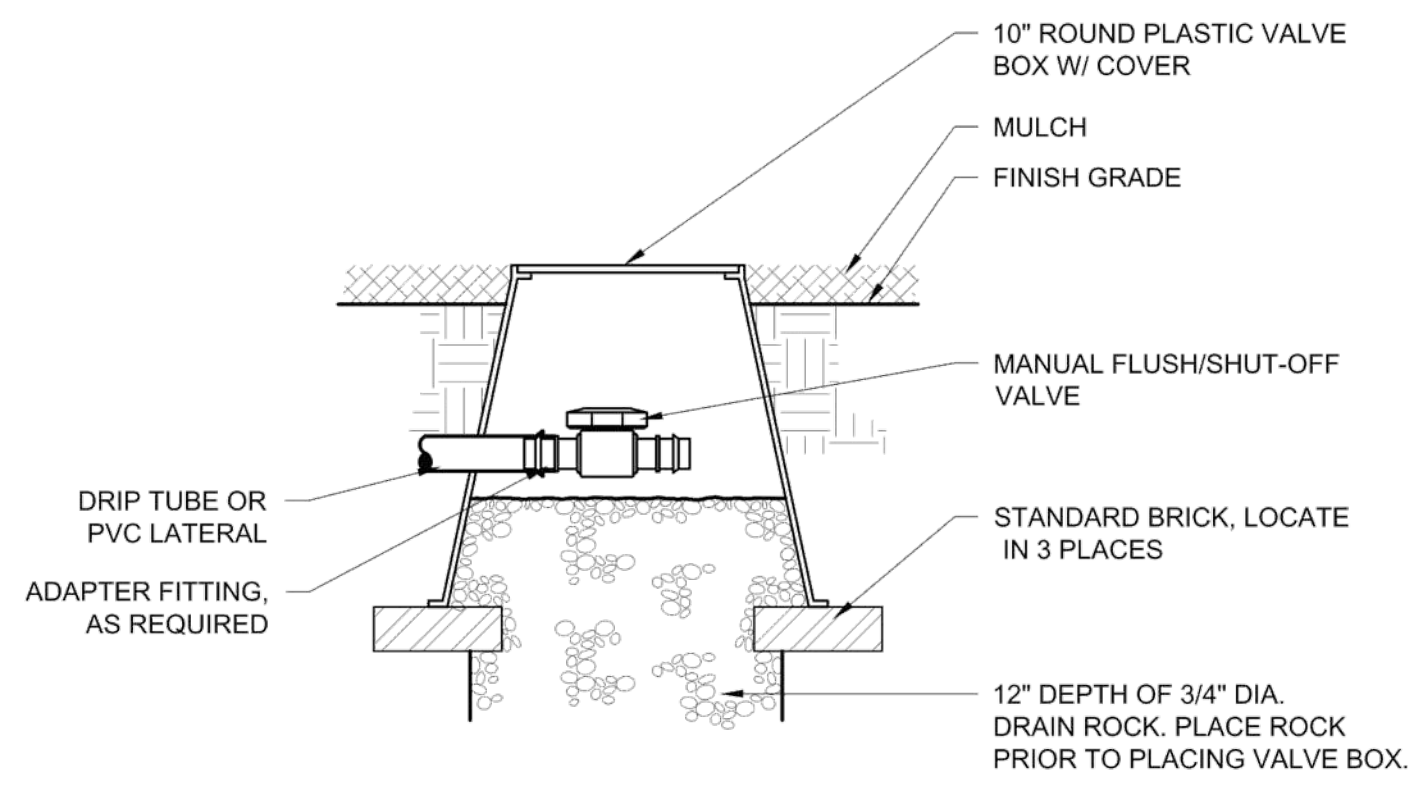 10" ROUND PLASTIC VALVE
BOX W/ COVER
MULCH
FINISH GRADE
MANUAL FLUSH/SHUT-OFF
VALVE
DRIP TUBE OR
PVC LATERAL
STANDARD BRICK, LOCATE
IN 3 PLACES
ADAPTER FITTING,
AS REQUIRED
12" DEPTH OF 3/4" DIA.
DRAIN ROCK. PLACE ROCK
PRIOR TO PLACING VALVE BOX.